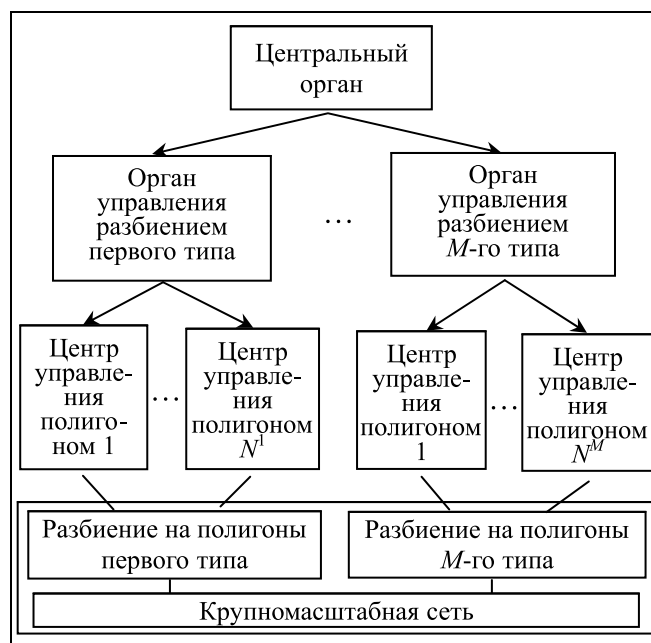 Центральный
орган
Орган
управления
разбиением
первого типа
...
Орган
управления
разбиением
M-го типа
Центр
управле-
ния
полиго-
ном 1
...
Центр
управле-
ния
полигоном
N¹
Центр
управле-
ния
полигоном
1
...
Центр
управле-
ния
полигоном
Nᴹ
Разбиение на полигоны
первого типа
Разбиение на полигоны
M-го типа
Крупномасштабная сеть